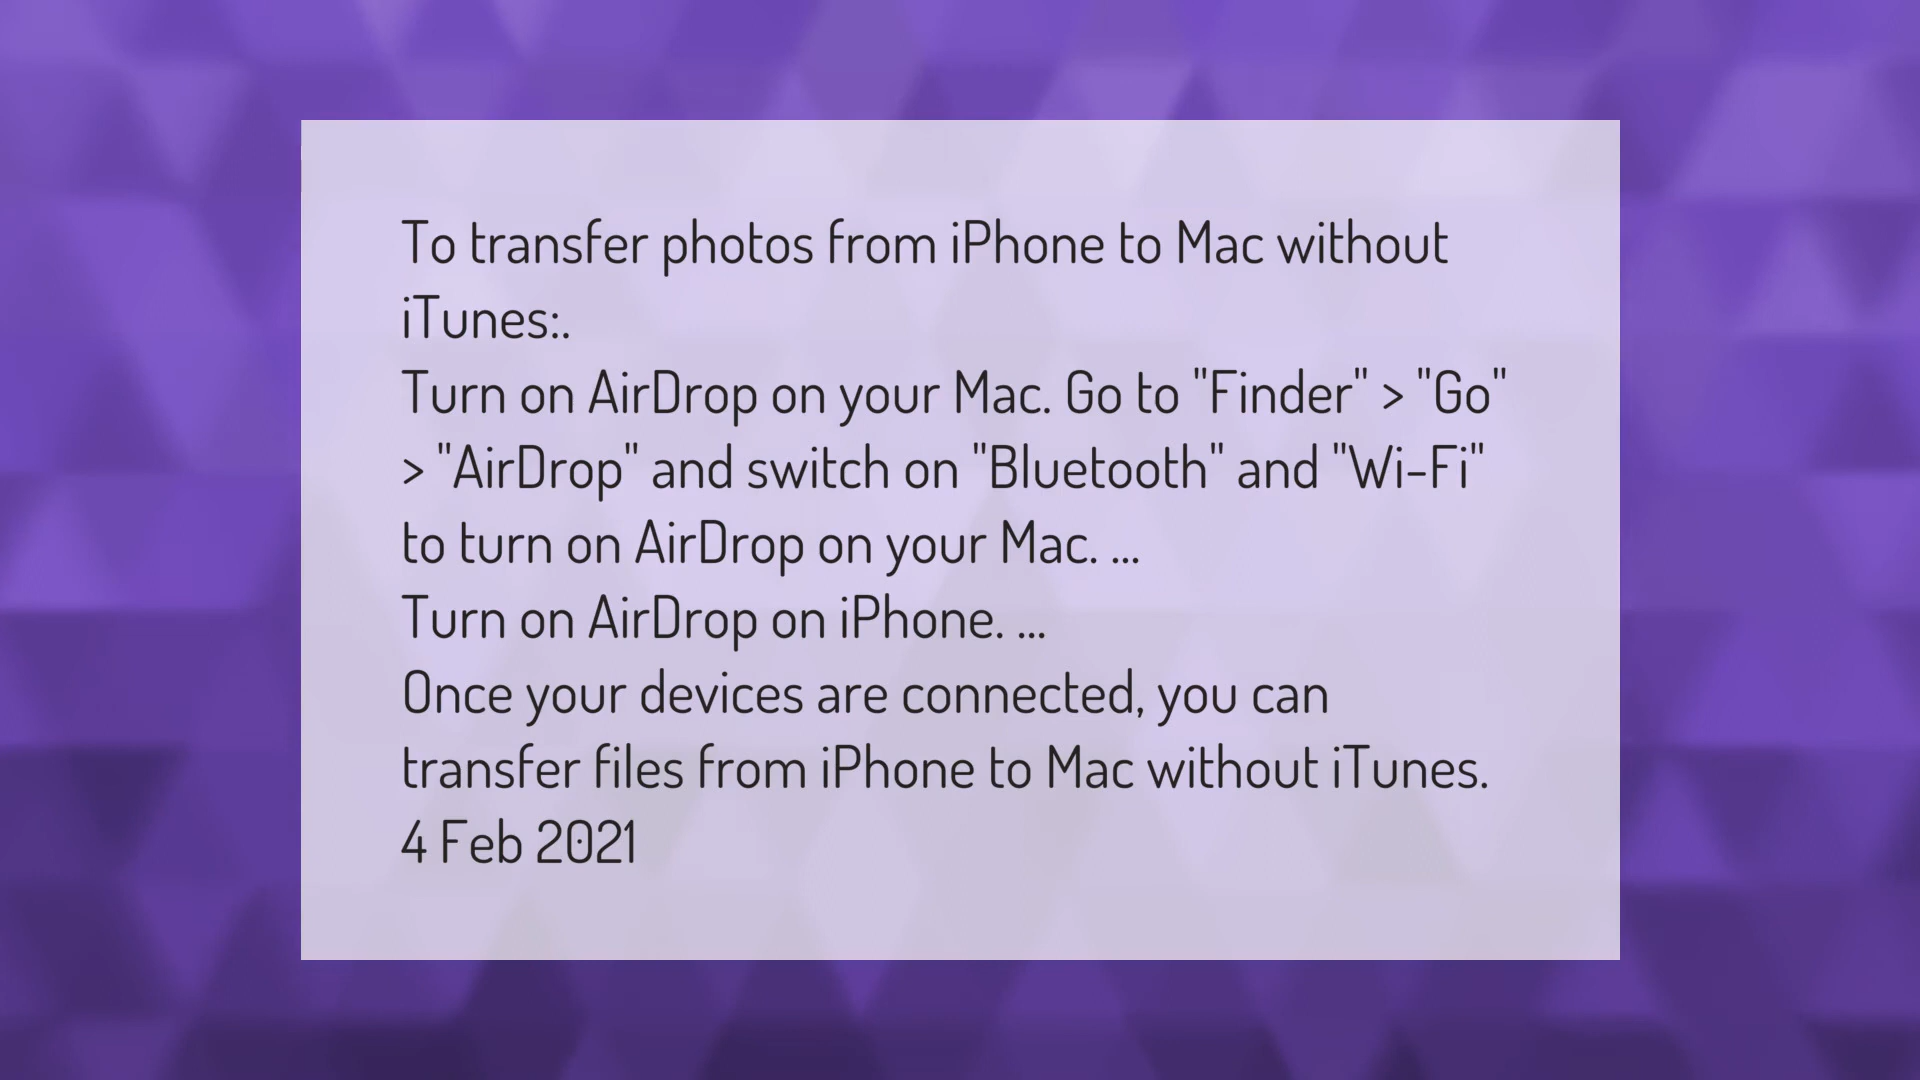 To transfer photos from iPhone to Mac without
iTunes:.
Turn on AirDrop on your Mac. Go to "Finder" > "Go"
> "AirDrop" and switch on "Bluetooth" and "Wi-Fi"
to turn on AirDrop on your Mac. ...
Turn on AirDrop on iPhone. ...
Once your devices are connected, you can
transfer files from iPhone to Mac without iTunes.
4 Feb 2021